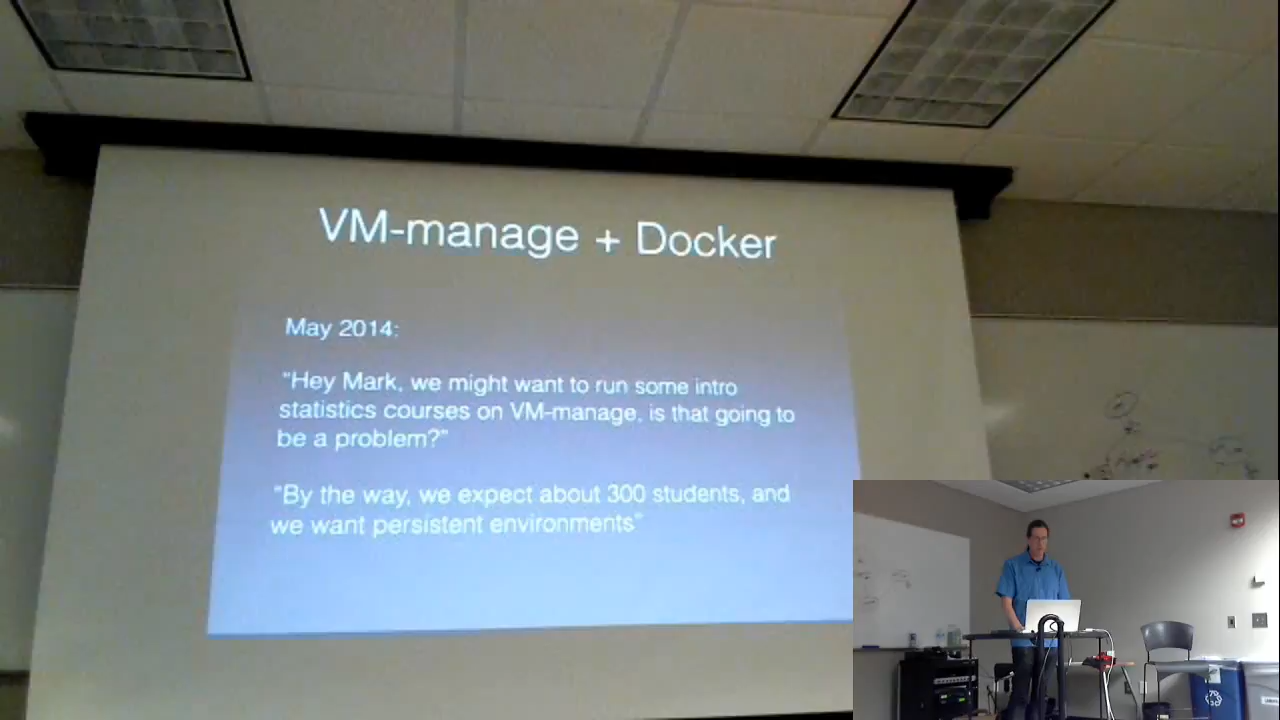 VM-manage + Docker
May 2014:
“Hey Mark, we might want to run some intro
statistics courses on VM-manage, is that going to
be a problem?”
“By the way, we expect about 300 students, and
we want persistent environments”